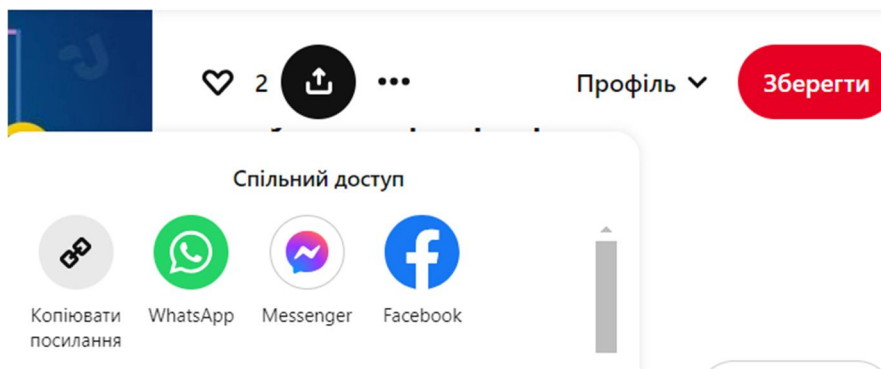 2
Профіль
Зберегти
Спільний доступ
Копіювати
посилання
WhatsApp
Messenger
Facebook